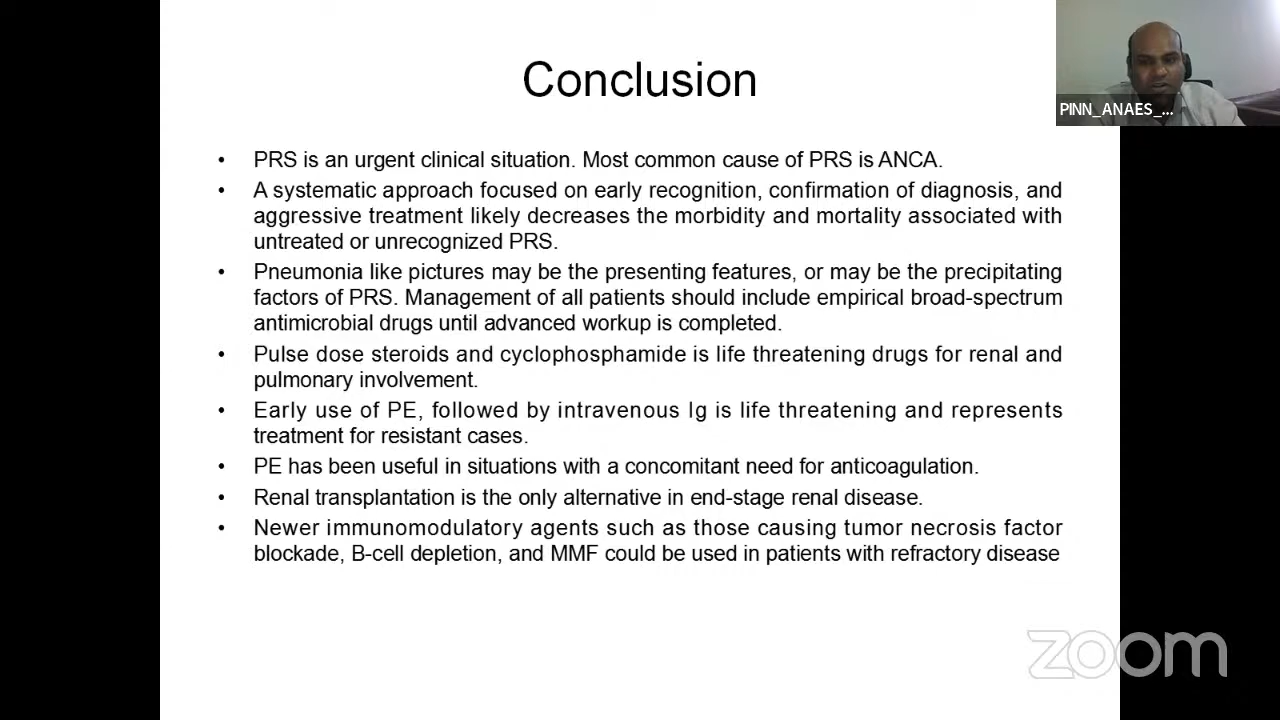 Conclusion
PINN_ANAES_...
• PRS is an urgent clinical situation. Most common cause of PRS is ANCA.
• A systematic approach focused on early recognition, confirmation of diagnosis, and
aggressive treatment likely decreases the morbidity and mortality associated with
untreated or unrecognized PRS.
• Pneumonia like pictures may be the presenting features, or may be the precipitating
factors of PRS. Management of all patients should include empirical broad-spectrum
antimicrobial drugs until advanced workup is completed.
• Pulse dose steroids and cyclophosphamide is life threatening drugs for renal and
pulmonary involvement.
• Early use of PE, followed by intravenous Ig is life threatening and represents
treatment for resistant cases.
• PE has been useful in situations with a concomitant need for anticoagulation.
• Renal transplantation is the only alternative in end-stage renal disease.
• Newer immunomodulatory agents such as those causing tumor necrosis factor
blockade, B-cell depletion, and MMF could be used in patients with refractory disease
zoom